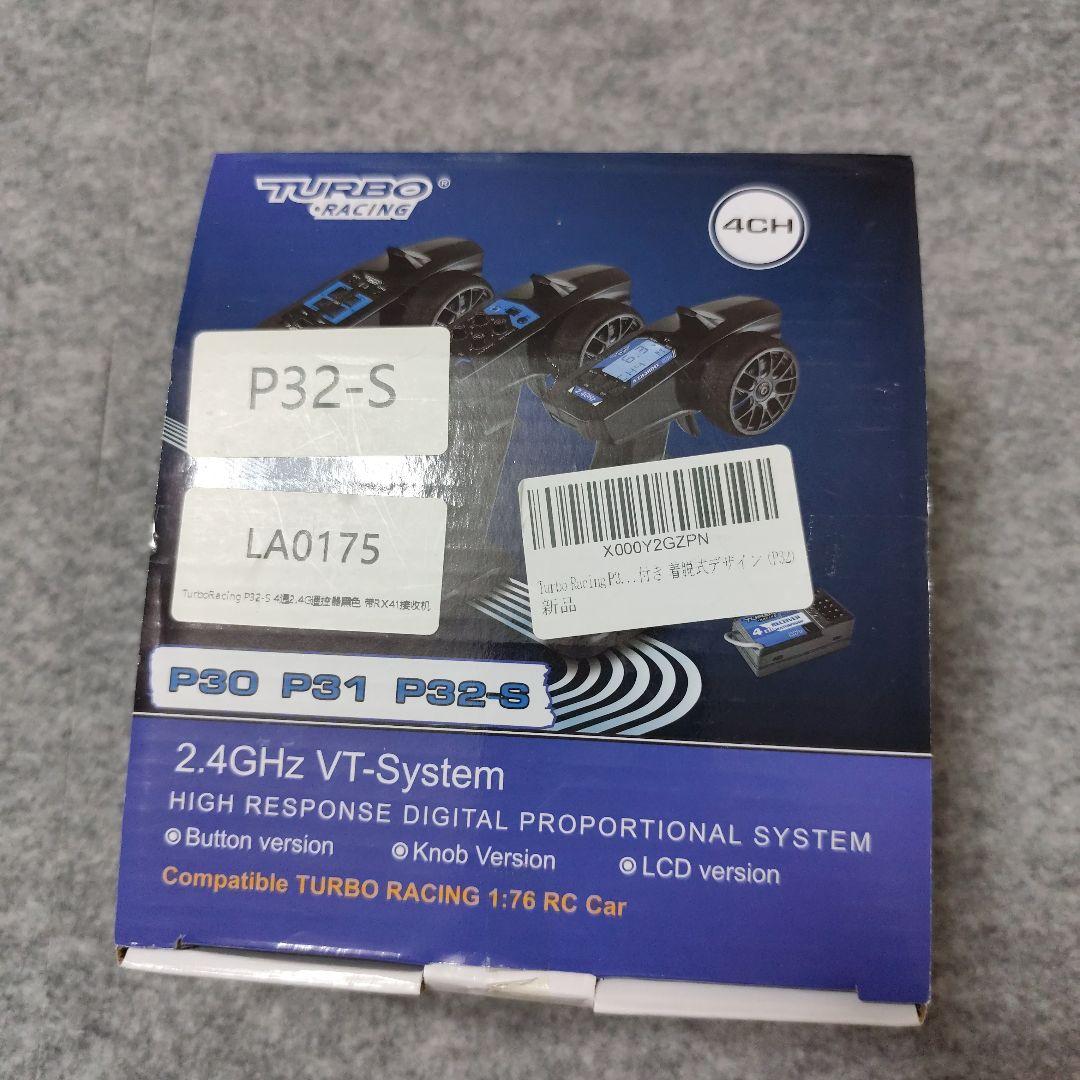 TURBO ®
RACING
4CH
P32-S
LA0175
TurboRacing P32-S 4通2.4G遥控器黑色 带RX41接收机
X000Y2GZPN
Turbo Racing P3...付き 着脱式デザイン (P32)
新品
P30 P31 P32-S
2.4GHz VT-System
HIGH RESPONSE DIGITAL PROPORTIONAL SYSTEM
Button version
Knob Version
LCD version
Compatible TURBO RACING 1:76 RC Car